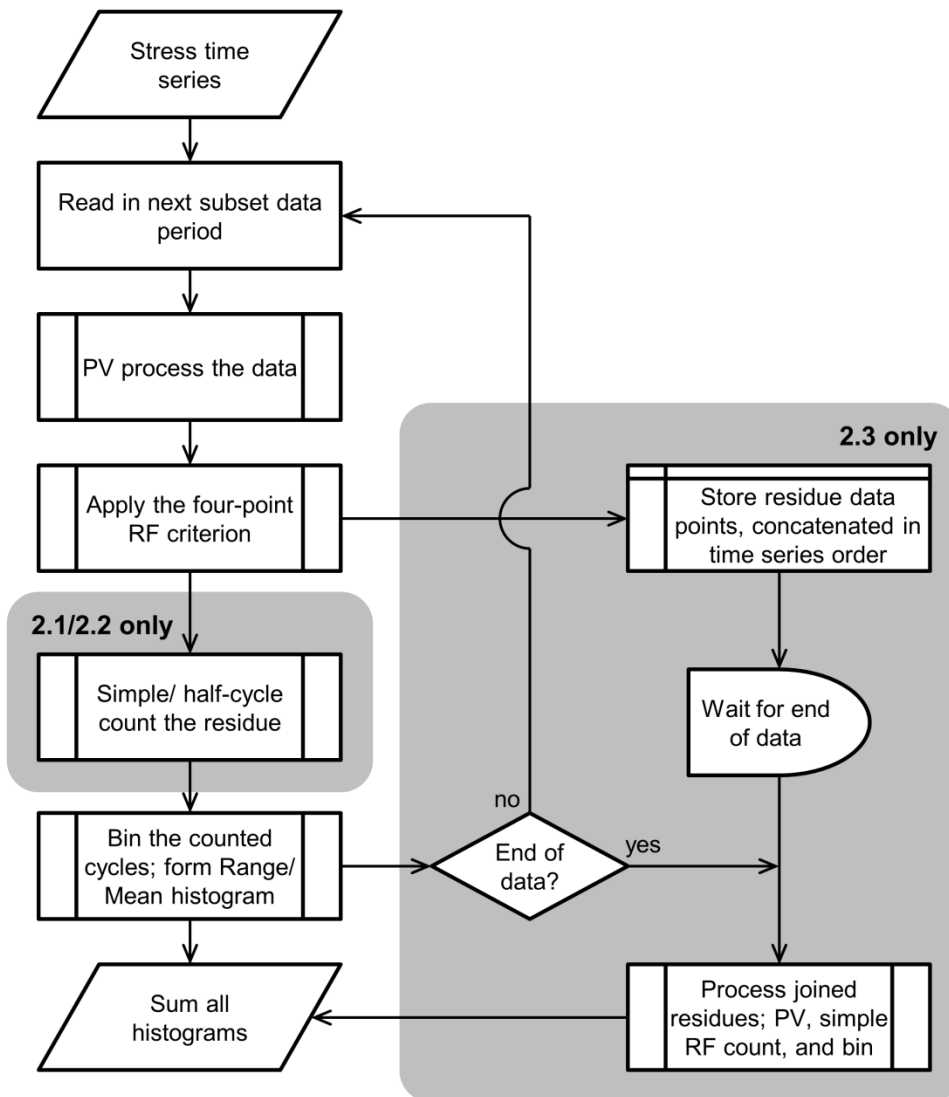 Stress time
series
Read in next subset data
period
PV process the data
2.3 only
Apply the four-point
RF criterion
Store residue data
points, concatenated in
time series order
2.1/2.2 only
Simple/ half-cycle
count the residue
Wait for end
of data
no
Bin the counted
cycles; form Range/
Mean histogram
End of
data?
yes
Sum all
histograms
Process joined
residues; PV, simple
RF count, and bin